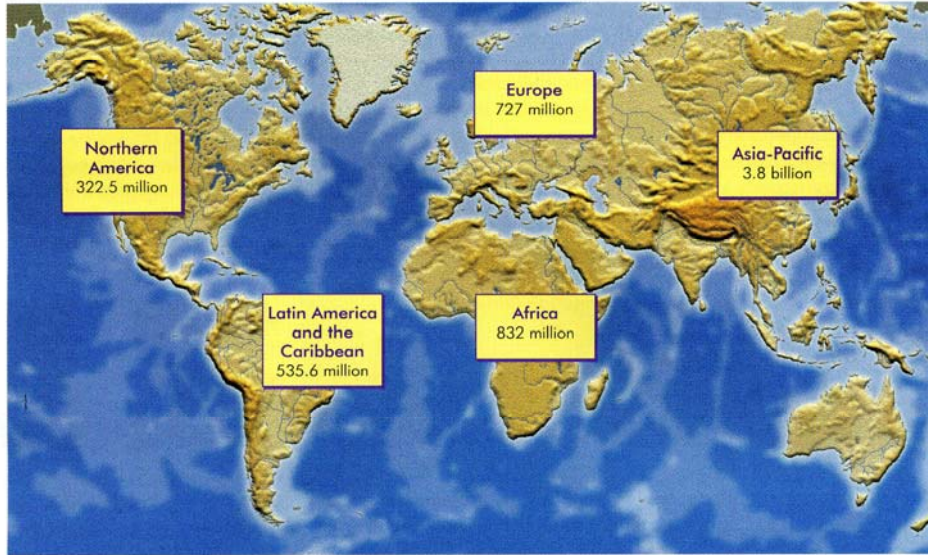 Europe
727 million
Northern
America
322.5 million
Asia-Pacific
3.8 billion
Latin America
and the
Caribbean
535.6 million
Africa
832 million